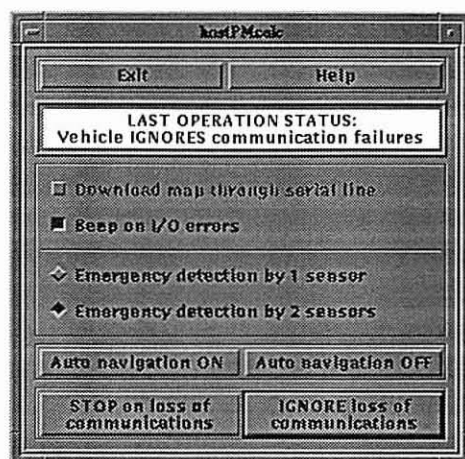 hostPMcalc
Exit Help
LAST OPERATION STATUS:
Vehicle IGNORES communication failures
Download map through serial line
Beep on I/O errors
Emergency detection by 1 sensor
Emergency detection by 2 sensors
Auto navigation ON Auto navigation OFF
STOP on loss of
communications
IGNORE loss of
communications